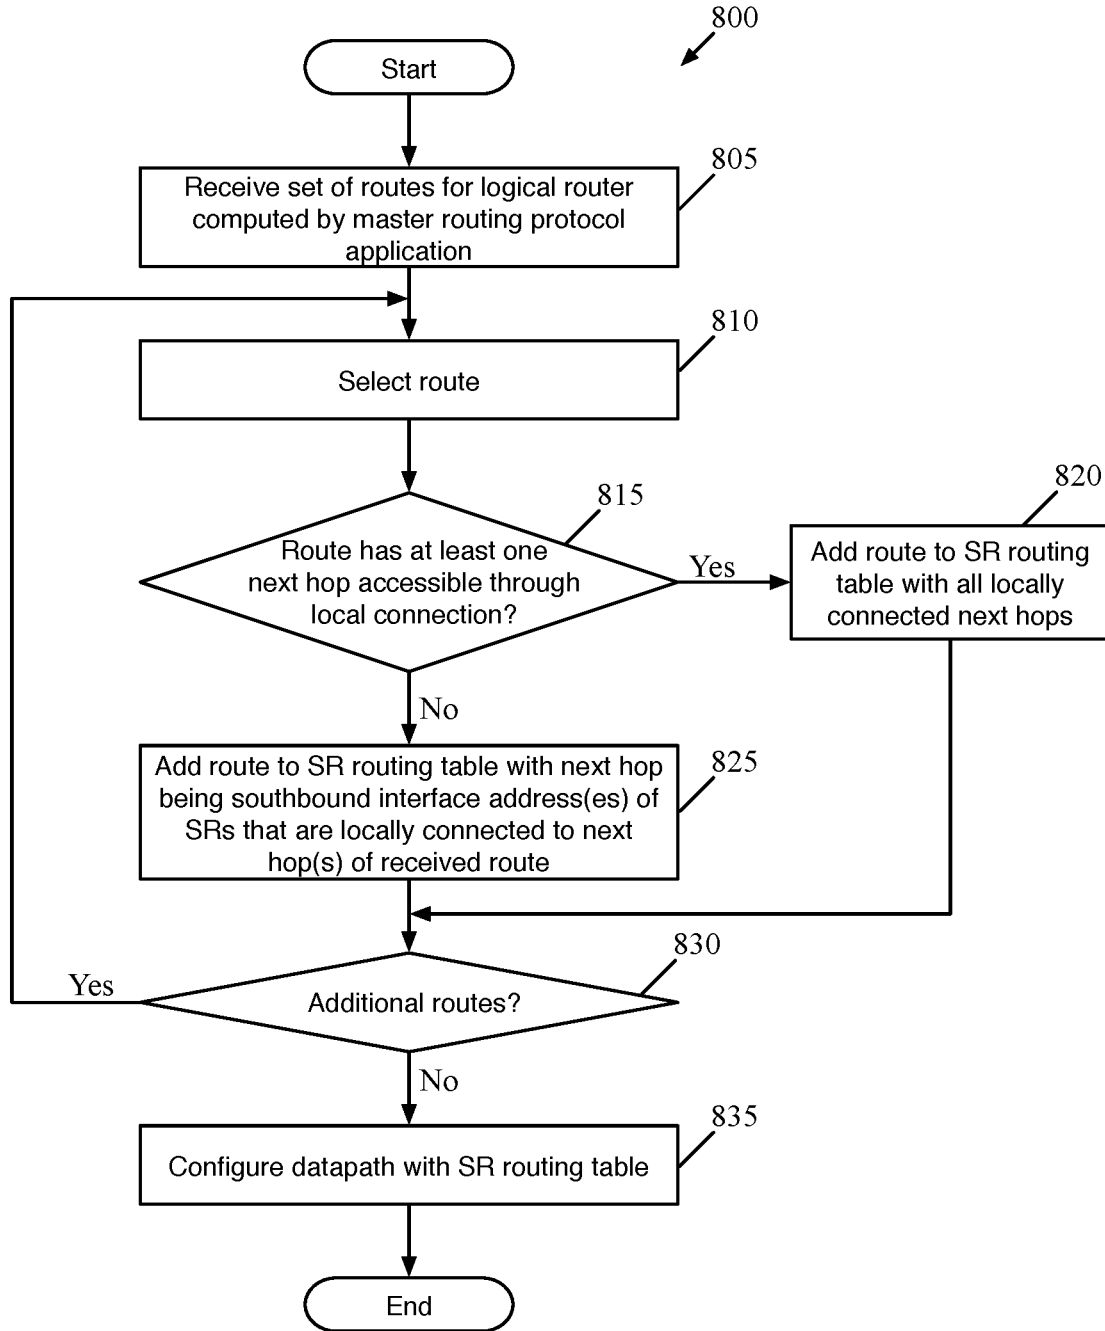 800
Start
805
Receive set of routes for logical router
computed by master routing protocol
application
810
Select route
815
Route has at least one
next hop accessible through
local connection?
Yes
820
Add route to SR routing
table with all locally
connected next hops
No
825
Add route to SR routing table with next hop
being southbound interface address(es) of
SRs that are locally connected to next
hop(s) of received route
830
Additional routes?
Yes
No
835
Configure datapath with SR routing table
End